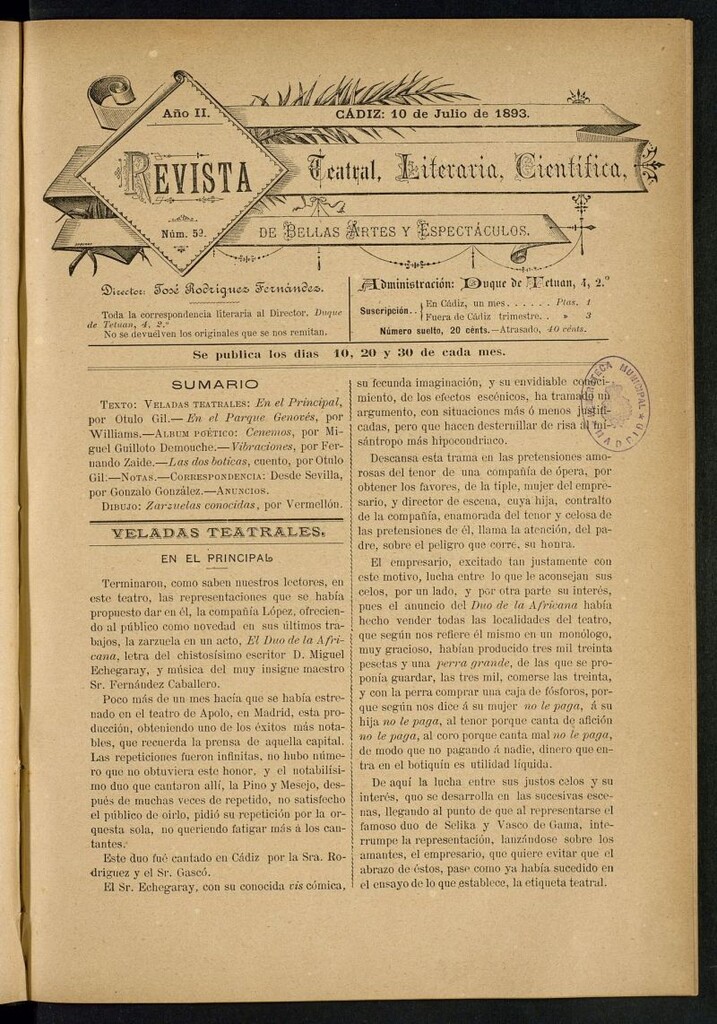 Año II.
CÁDIZ: 10 de Julio de 1893.
REVISTA
Teatral, Literaria, Científica,
Núm. 53.
DE BELLAS ARTES Y ESPECTÁCULOS.
Director: José Rodríguez Fernández.
Toda la correspondencia literaria al Director, Duque
de Tetuan, 4, 2.º
No se devuelven los originales que se nos remitan.
Administración: Duque de Tetuan, 4, 2.º
Suscripción..
En Cádiz, un mes. . . . . . Ptas. 1
Fuera de Cádiz trimestre. . » 3
Número suelto, 20 cénts.—Atrasado, 40 cénts.
Se publica los dias 10, 20 y 30 de cada mes.
SUMARIO
TEXTO: VELADAS TEATRALES: En el Principal,
por Otulo Gil.—En el Parque Genovés, por
Williams.—ALBUM POÉTICO: Cenemos, por Mi-
guel Guilloto Demouche.—Vibraciones, por Fer-
nando Zaide.—Las dos boticas, cuento, por Otulo
Gil.—NOTAS.—CORRESPONDENCIA: Desde Sevilla,
por Gonzalo González.—ANUNCIOS.
DIBUJO: Zarzuelas conocidas, por Vermellón.
VELADAS TEATRALES.
EN EL PRINCIPAL
Terminaron, como saben nuestros lectores, en
este teatro, las representaciones que se había
propuesto dar en él, la compañía López, ofrecien-
do al público como novedad en sus últimos tra-
bajos, la zarzuela en un acto, El Duo de la Afri-
cana, letra del chistosísimo escritor D. Miguel
Echegaray, y música del muy insigne maestro
Sr. Fernández Caballero.
Poco más de un mes hacía que se había estre-
nado en el teatro de Apolo, en Madrid, esta pro-
ducción, obteniendo uno de los éxitos más nota-
bles, que recuerda la prensa de aquella capital.
Las repeticiones fueron infinitas, no hubo núme-
ro que no obtuviera este honor, y el notabilísi-
mo duo que cantaron allí, la Pino y Mesejo, des-
pués de muchas veces de repetido, no satisfecho
el público de oirlo, pidió su repetición por la or-
questa sola, no queriendo fatigar más á los can-
tantes.
Este duo fué cantado en Cádiz por la Sra. Ro-
driguez y el Sr. Gascó.
El Sr. Echegaray, con su conocida vis cómica,
su fecunda imaginación, y su envidiable conoci-
miento, de los efectos escénicos, ha tramado un
argumento, con situaciones más ó menos justifi-
cadas, pero que hacen desternillar de risa al mi-
sántropo más hipocondriaco.
Descansa esta trama en las pretensiones amo-
rosas del tenor de una compañía de ópera, por
obtener los favores, de la tiple, mujer del empre-
sario, y director de escena, cuya hija, contralto
de la compañía, enamorada del tenor y celosa de
las pretensiones de él, llama la atención, del pa-
dre, sobre el peligro que corre, su honra.
El empresario, excitado tan justamente con
este motivo, lucha entre lo que le aconsejan sus
celos, por un lado, y por otra parte su interés,
pues el anuncio del Duo de la Africana había
hecho vender todas las localidades del teatro,
que según nos refiere él mismo en un monólogo,
muy gracioso, habían producido tres mil treinta
pesetas y una perra grande, de las que se pro-
ponía guardar, las tres mil, comerse las treinta,
y con la perra comprar una caja de fósforos, por-
que según nos dice á su mujer no le paga, á su
hija no le paga, al tenor porque canta de afición
no le paga, al coro porque canta mal no le paga,
de modo que no pagando á nadie, dinero que en-
tra en el botiquín es utilidad líquida.
De aquí la lucha entre sus justos celos y su
interés, que se desarrolla en las sucesivas esce-
nas, llegando al punto de que al representarse el
famoso duo de Selika y Vasco de Gama, inte-
rrumpe la representación, lanzándose sobre los
amantes, el empresario, que quiere evitar que el
abrazo de éstos, pase como ya había sucedido en
el ensayo de lo que establece, la etiqueta teatral.
MUNICIPAL